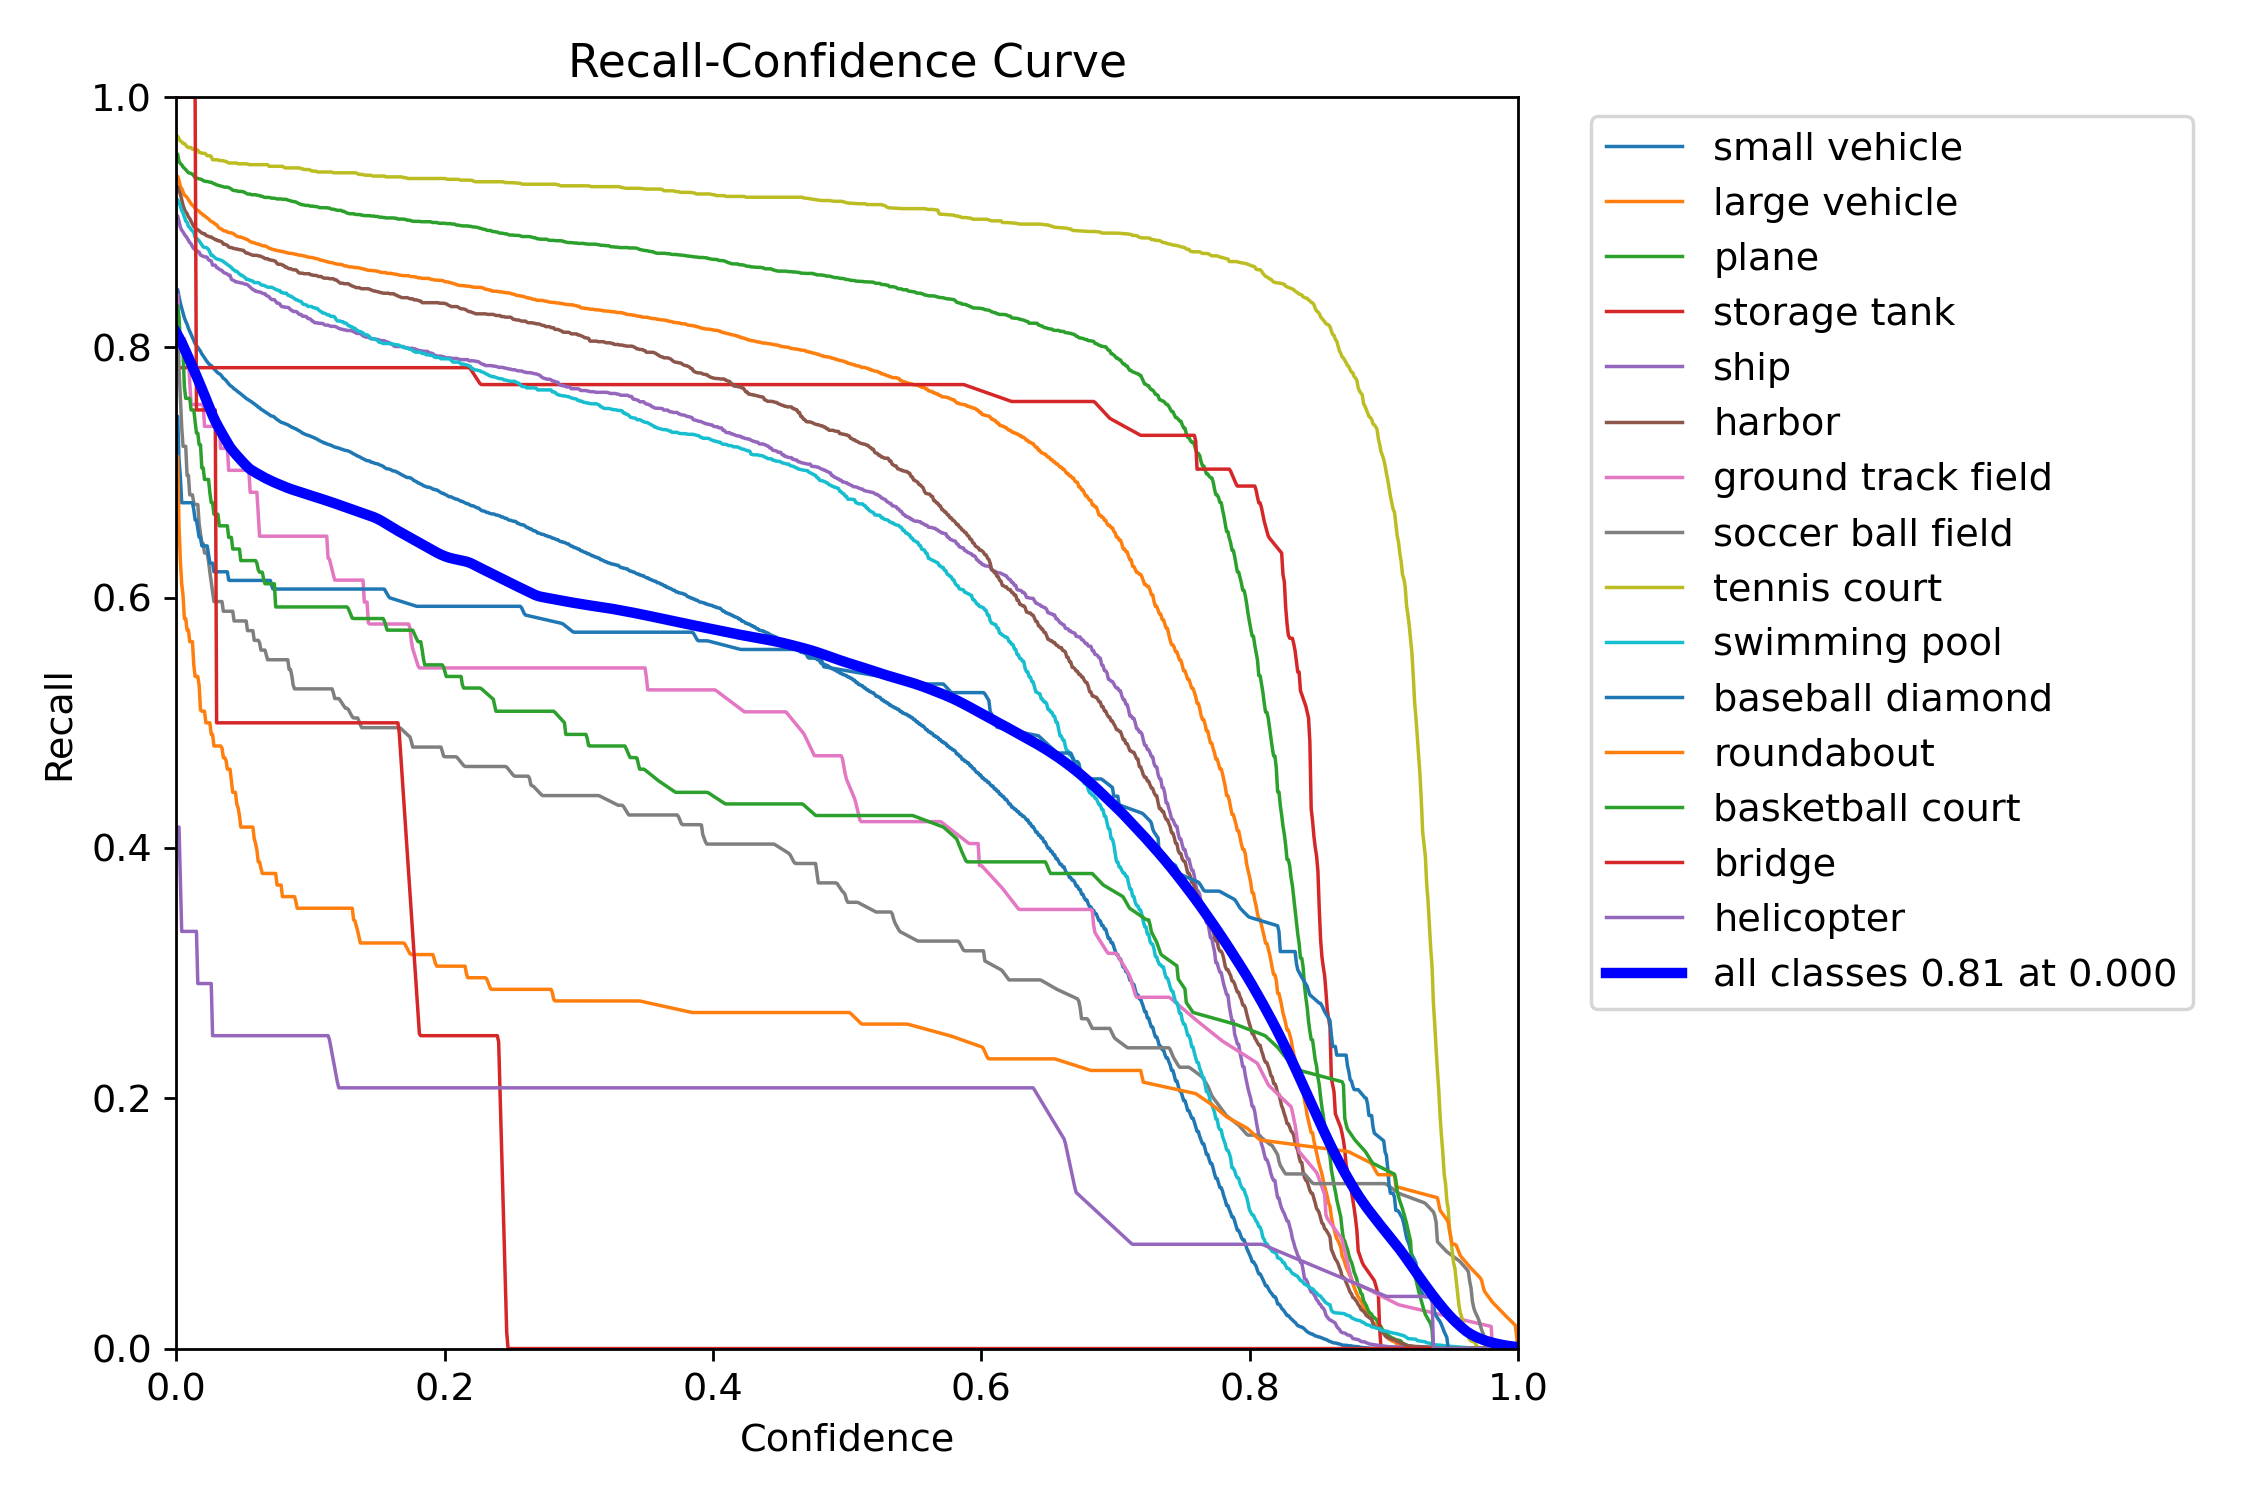 Recall-Confidence Curve
1.0
0.8
0.6
0.4
0.2
0.0
Recall
0.0 0.2 0.4 0.6 0.8 1.0
Confidence
small vehicle
large vehicle
plane
storage tank
ship
harbor
ground track field
soccer ball field
tennis court
swimming pool
baseball diamond
roundabout
basketball court
bridge
helicopter
all classes 0.81 at 0.000